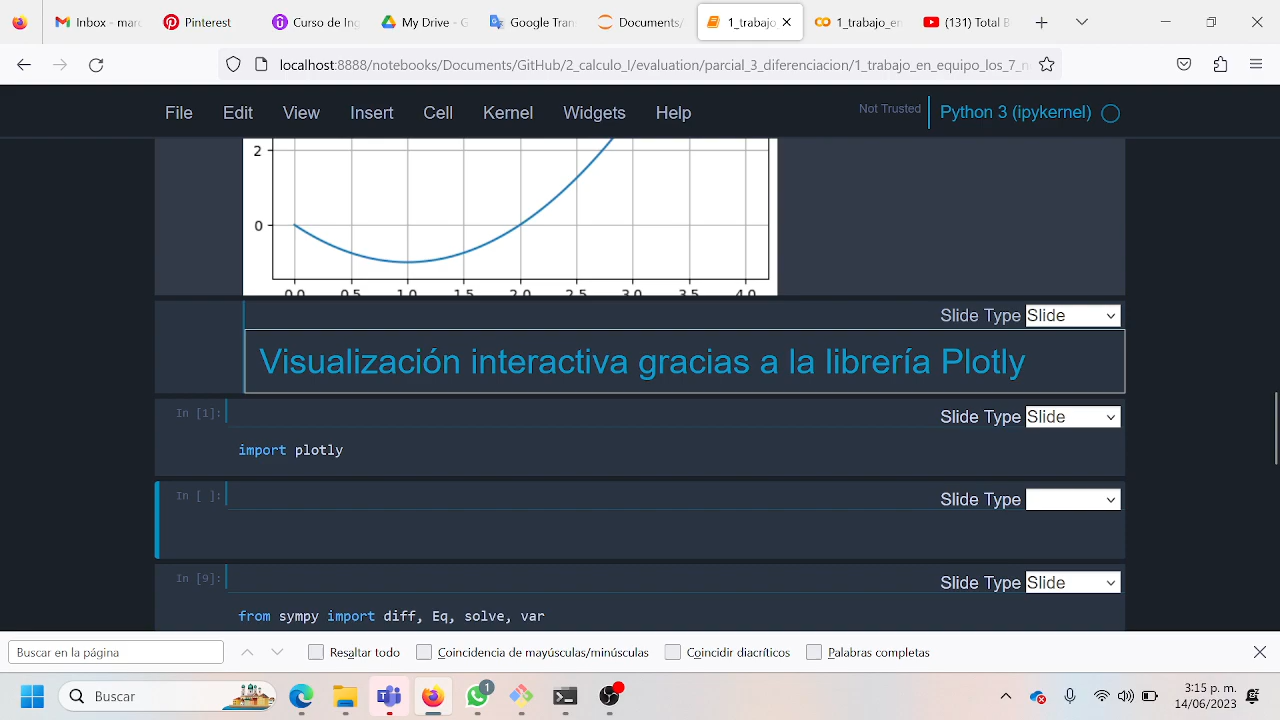 Inbox - marc
Pinterest
Curso de Ing
My Drive - G
Google Tran
Documents/
1_trabajo_
1_trabajo_en
(131) Total B
localhost:8888/notebooks/Documents/GitHub/2_calculo_I/evaluation/parcial_3_diferenciacion/1_trabajo_en_equipo_los_7_n
File Edit View Insert Cell Kernel Widgets Help
Not Trusted
Python 3 (ipykernel)
2
0
0.0 0.5 1.0 1.5 2.0 2.5 3.0 3.5 4.0
Slide Type Slide
Visualización interactiva gracias a la librería Plotly
In [1]:
Slide Type Slide
import plotly
In [ ]:
Slide Type
In [9]:
Slide Type Slide
from sympy import diff, Eq, solve, var
Buscar en la página
Resaltar todo
Coincidencia de mayúsculas/minúsculas
Coincidir diacríticos
Palabras completas
Buscar
1
3:15 p. m.
14/06/2023